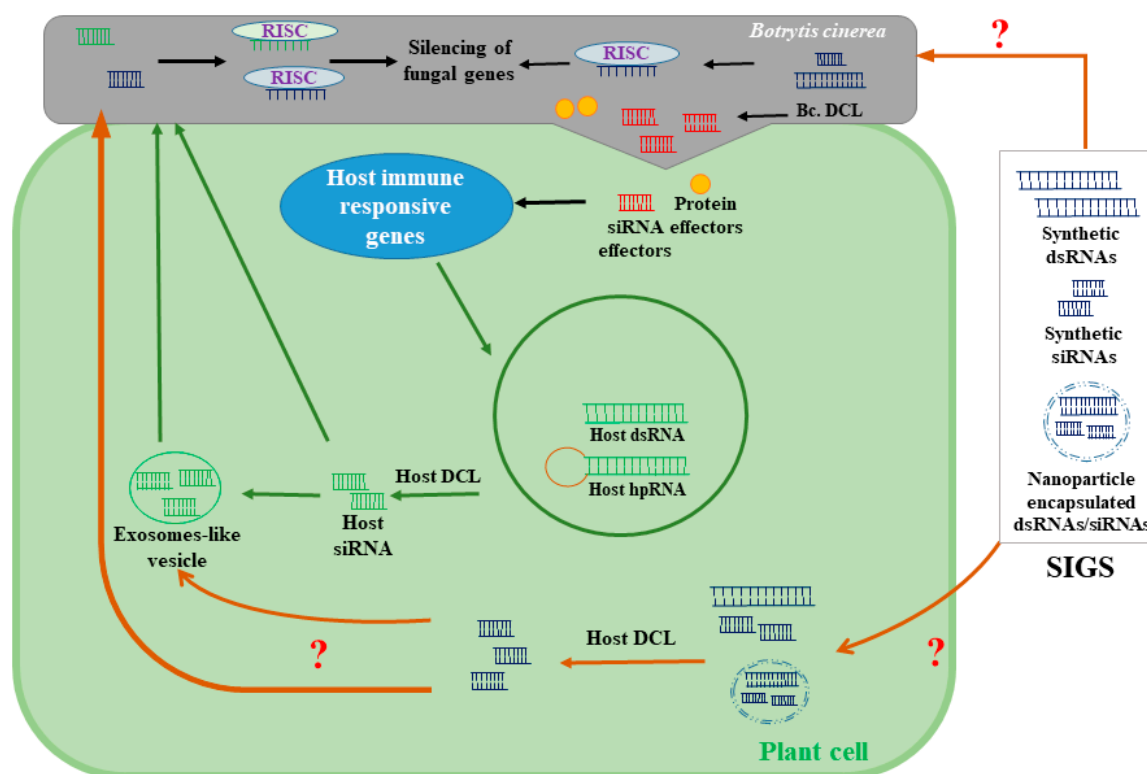 RISC
RISC
Silencing of
fungal genes
RISC
Botrytis cinerea
Bc. DCL
?
Host immune
responsive
genes
siRNA
effectors
Protein
effectors
Synthetic
dsRNAs
Synthetic
siRNAs
Nanoparticle
encapsulated
dsRNAs/siRNAs
SIGS
Host dsRNA
Host hpRNA
Host DCL
Host
siRNA
Exosomes-like
vesicle
Host DCL
?
?
Plant cell